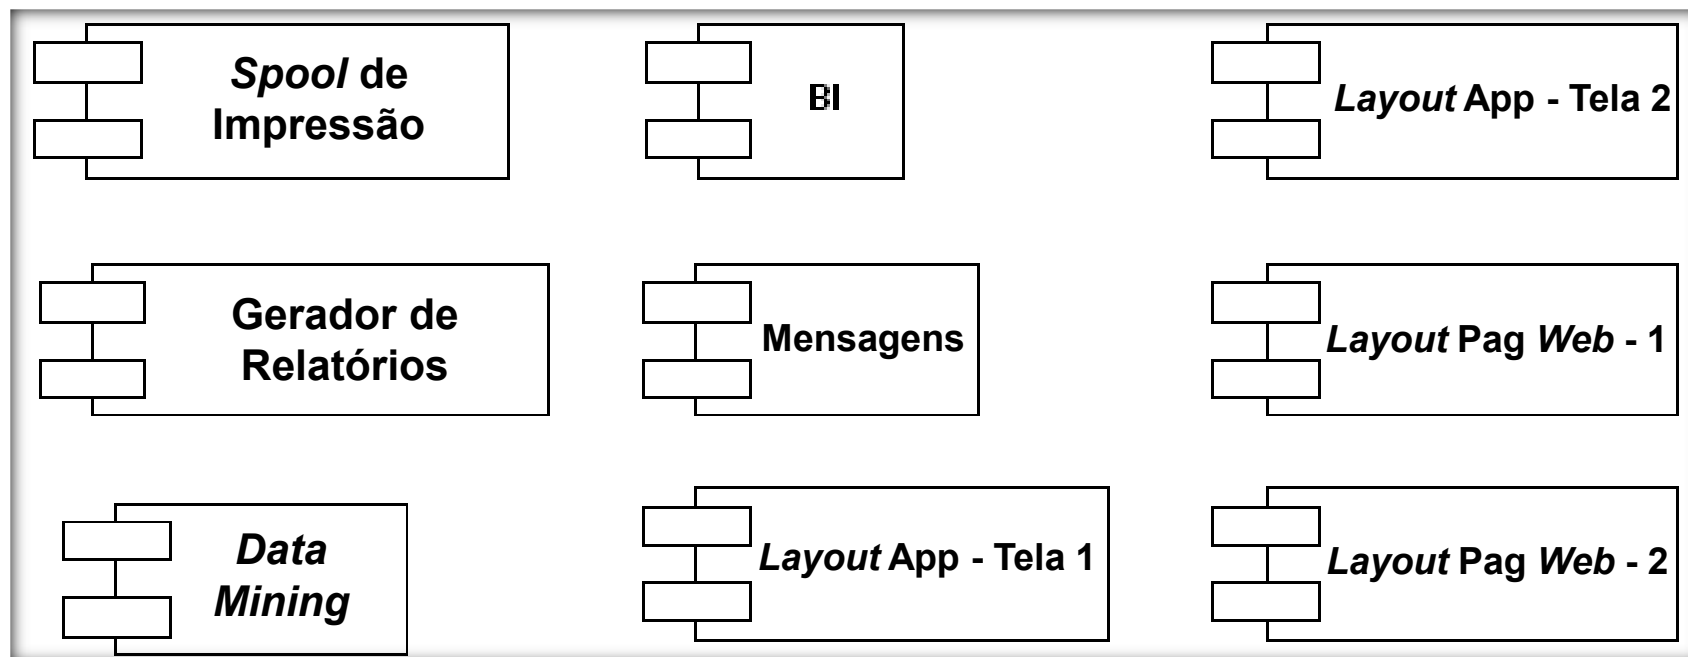 Spool de
Impressão
BI
Layout App - Tela 2
Gerador de
Relatórios
Mensagens
Layout Pag Web - 1
Data
Mining
Layout App - Tela 1
Layout Pag Web - 2